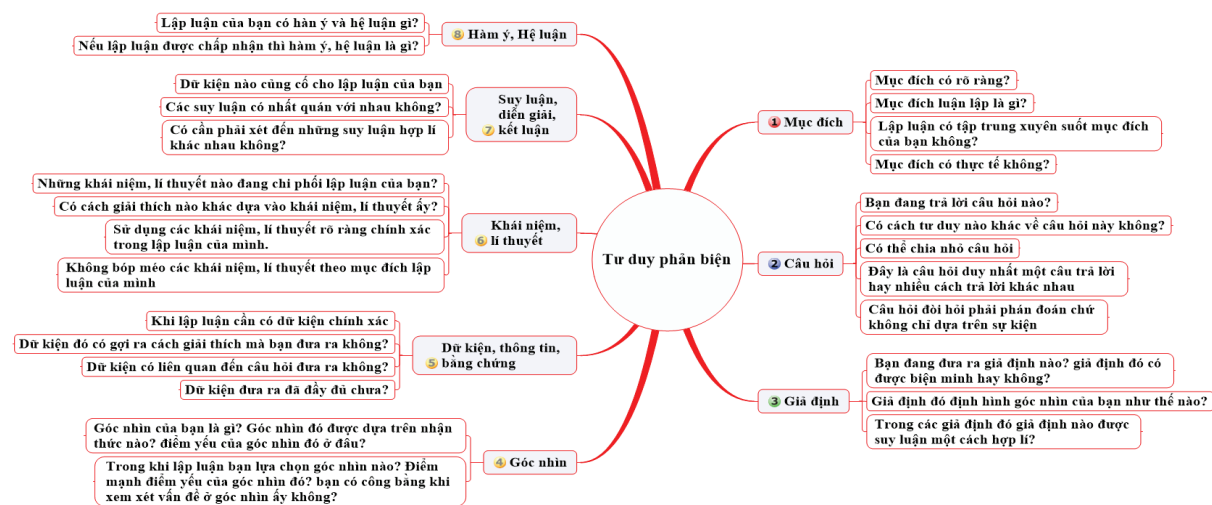 Tư duy phản biện
1 Mục đích
Mục đích có rõ ràng?
Mục đích luận lập là gì?
Lập luận có tập trung xuyên suốt mục đích
của bạn không?
Mục đích có thực tế không?
2 Câu hỏi
Bạn đang trả lời câu hỏi nào?
Có cách tư duy nào khác về câu hỏi này không?
Có thể chia nhỏ câu hỏi
Đây là câu hỏi duy nhất một câu trả lời
hay nhiều cách trả lời khác nhau
Câu hỏi đòi hỏi phải phán đoán chứ
không chỉ dựa trên sự kiện
3 Giả định
Bạn đang đưa ra giả định nào? giả định đó có
được biện minh hay không?
Giả định đó định hình góc nhìn của bạn như thế nào?
Trong các giả định đó giả định nào được
suy luận một cách hợp lí?
4 Góc nhìn
Góc nhìn của bạn là gì? Góc nhìn đó được dựa trên nhận
thức nào? điểm yếu của góc nhìn đó ở đâu?
Trong khi lập luận bạn lựa chọn góc nhìn nào? Điểm
mạnh điểm yếu của góc nhìn đó? bạn có công bằng khi
xem xét vấn đề ở góc nhìn ấy không?
5 Dữ kiện, thông tin,
bằng chứng
Khi lập luận cần có dữ kiện chính xác
Dữ kiện đó có gợi ra cách giải thích mà bạn đưa ra không?
Dữ kiện có liên quan đến câu hỏi đưa ra không?
Dữ kiện đưa ra đã đầy đủ chưa?
6 Khái niệm,
lí thuyết
Những khái niệm, lí thuyết nào đang chi phối lập luận của bạn?
Có cách giải thích nào khác dựa vào khái niệm, lí thuyết ấy?
Sử dụng các khái niệm, lí thuyết rõ ràng chính xác
trong lập luận của mình.
Không bóp méo các khái niệm, lí thuyết theo mục đích lập
luận của mình
7 Suy luận,
diễn giải,
kết luận
Dữ kiện nào củng cố cho lập luận của bạn
Các suy luận có nhất quán với nhau không?
Có cần phải xét đến những suy luận hợp lí
khác nhau không?
8 Hàm ý, Hệ luận
Lập luận của bạn có hàn ý và hệ luận gì?
Nếu lập luận được chấp nhận thì hàm ý, hệ luận là gì?